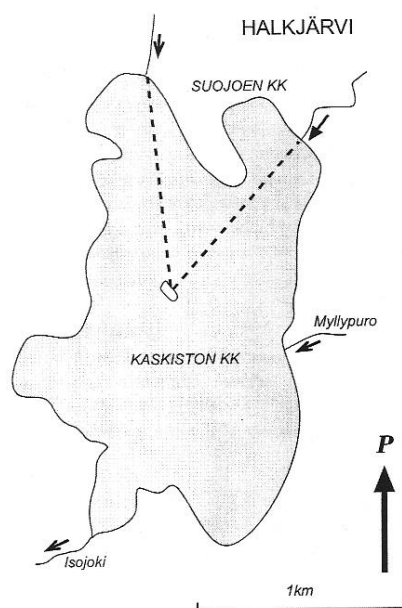 HALKJÄRVI
SUOJOEN KK
Myllypuro
KASKISTON KK
P
Isojoki
1km